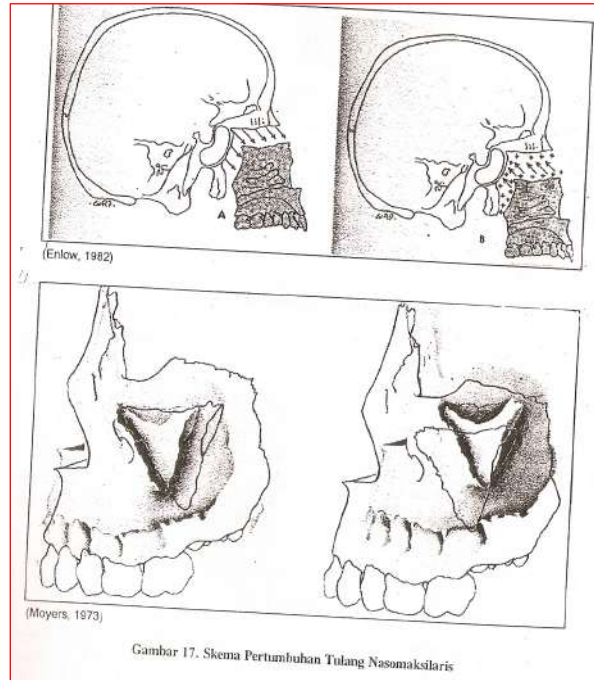 A
B
(Enlow, 1982)
(Moyers, 1973)
Gambar 17. Skema Pertumbuhan Tulang Nasomaksilaris